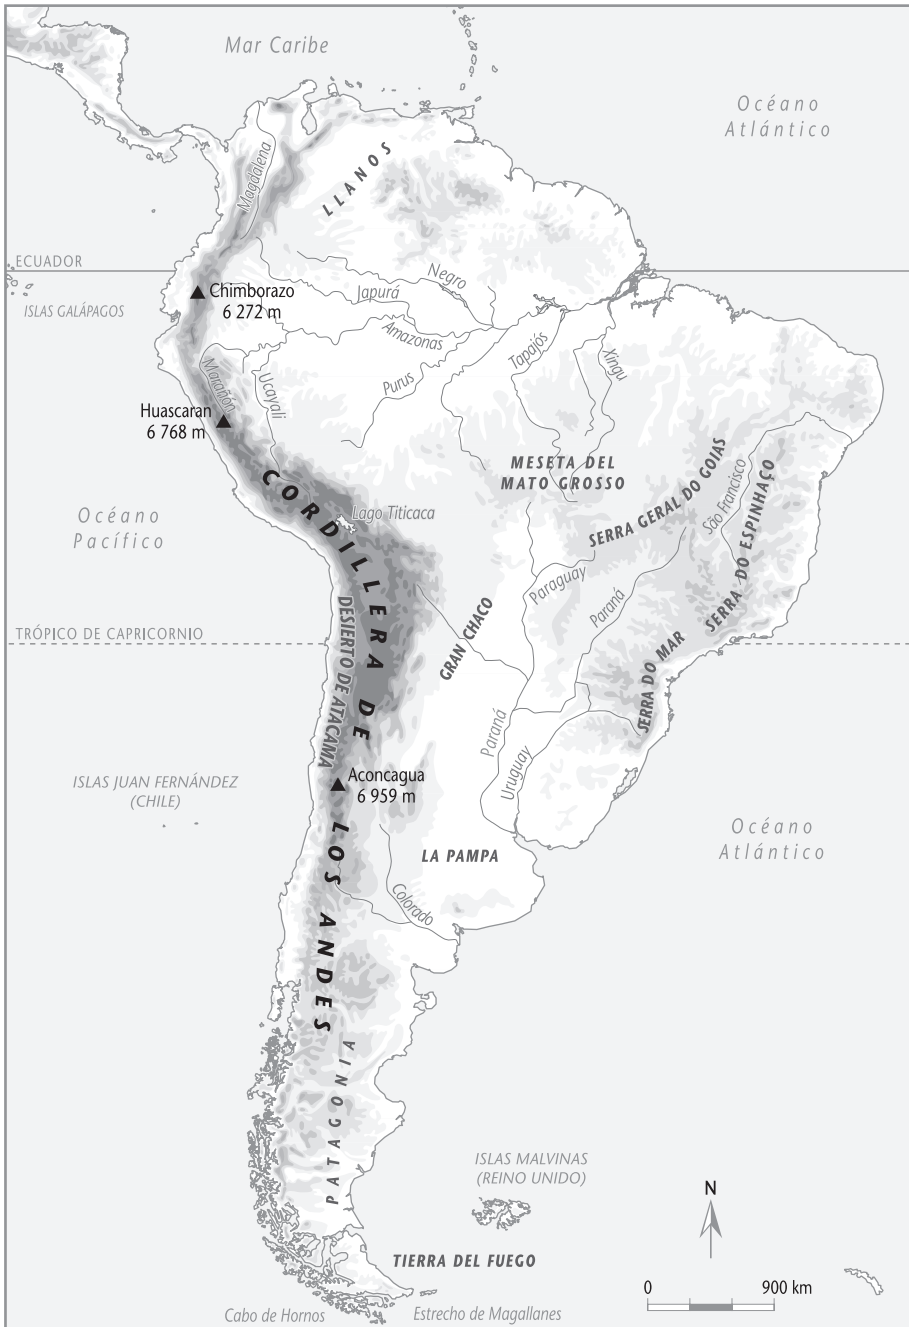 Mar Caribe
Océano
Atlántico
Magdalena
LLANOS
ECUADOR
Negro
Chimborazo
6 272 m
Japurá
ISLAS GALÁPAGOS
Amazonas
Tapajós
Xingu
Purus
Marañón
Ucayali
Huascaran
6 768 m
MESETA DEL
MATO GROSSO
SERRA GERAL DO GOIAS
São Francisco
SERRA DO ESPINHAÇO
CORDILLERA DE LOS ANDES
Lago Titicaca
Océano
Pacífico
Paraguay
Paraná
DESIERTO DE ATACAMA
GRAN CHACO
TRÓPICO DE CAPRICORNIO
SERRA DO MAR
Paraná
Uruguay
Aconcagua
6 959 m
ISLAS JUAN FERNÁNDEZ
(CHILE)
Océano
Atlántico
LA PAMPA
Colorado
PATAGONIA
ISLAS MALVINAS
(REINO UNIDO)
N
TIERRA DEL FUEGO
0 900 km
Cabo de Hornos
Estrecho de Magallanes